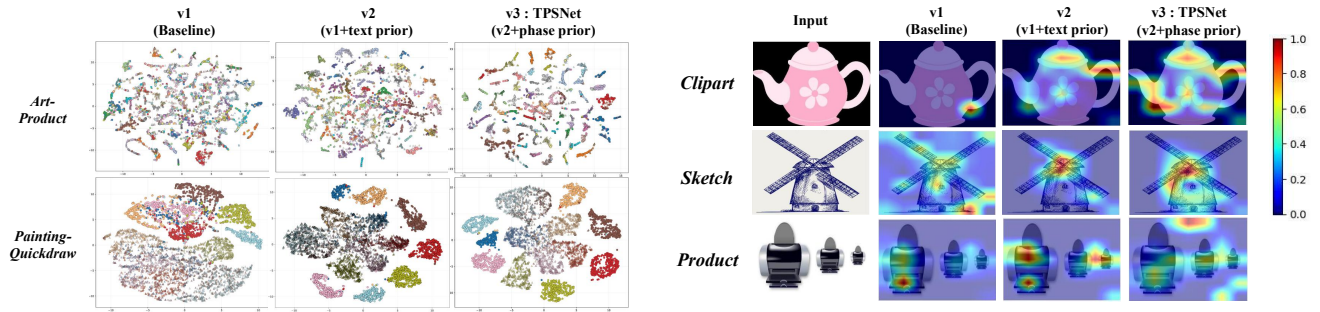 v1
(Baseline)
v2
(v1+text prior)
v3 : TPSNet
(v2+phase prior)
Art-
Product
Painting-
Quickdraw
Input
v1
(Baseline)
v2
(v1+text prior)
v3 : TPSNet
(v2+phase prior)
Clipart
Sketch
Product
1.0
0.8
0.6
0.4
0.2
0.0